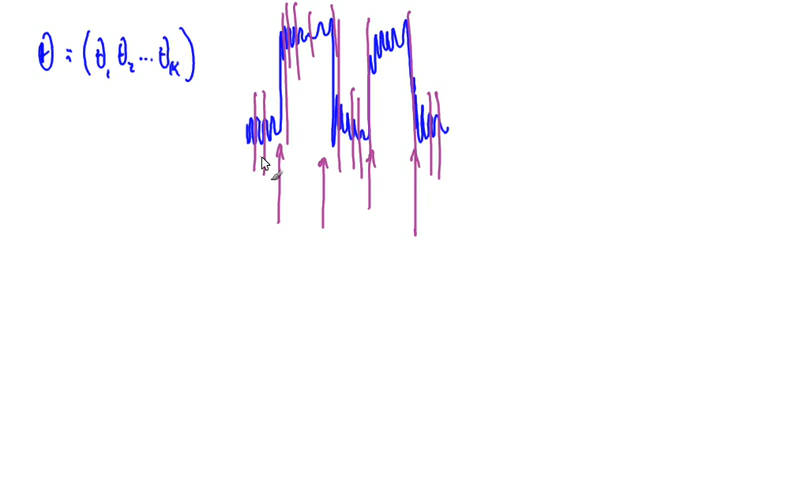 θ = (θ₁ θ₂ ... θₖ)